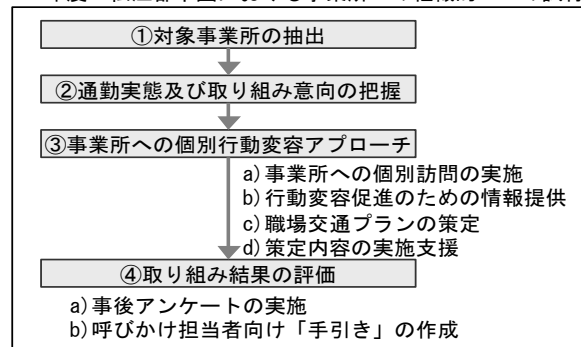 ①対象事業所の抽出
②通勤実態及び取り組み意向の把握
③事業所への個別行動変容アプローチ
a)事業所への個別訪問の実施
b)行動変容促進のための情報提供
c)職場交通プランの策定
d)策定内容の実施支援
④取り組み結果の評価
a)事後アンケートの実施
b)呼びかけ担当者向け「手引き」の作成